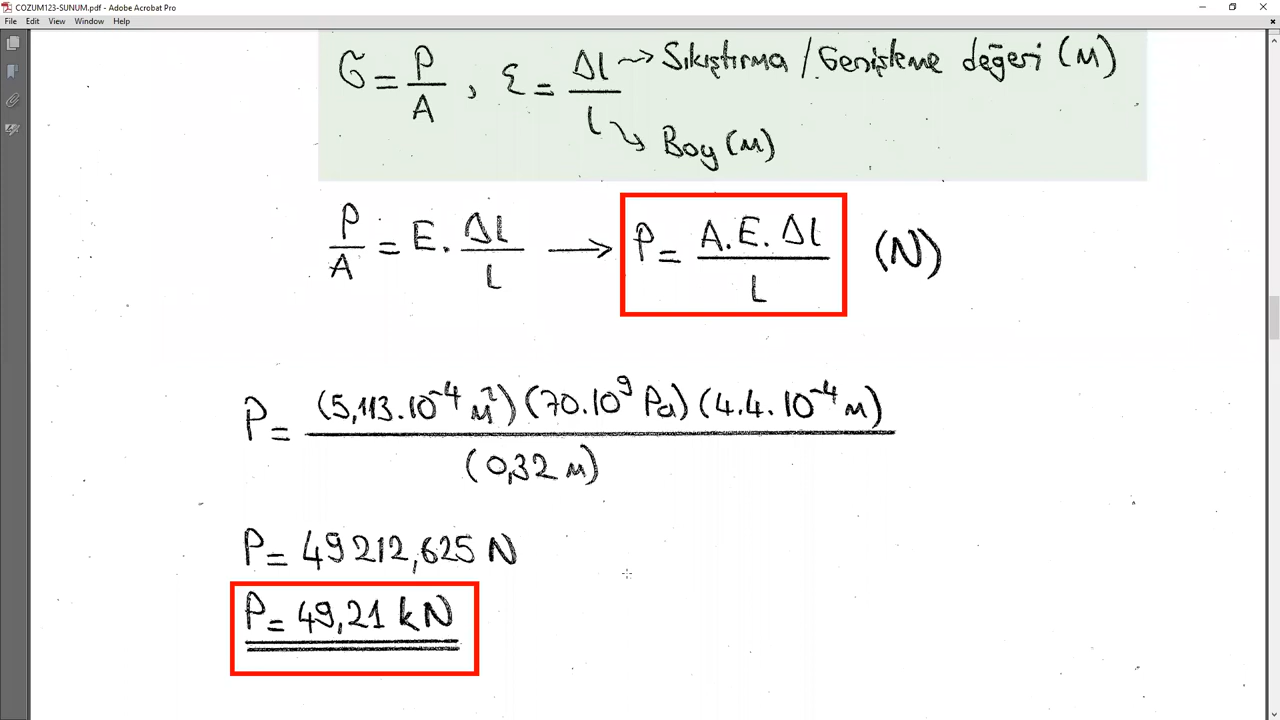 COZUM123-SUNUM.pdf - Adobe Acrobat Pro
File Edit View Window Help
σ = P/A , ε = Δl/l → Sıkıştırma / Genişleme değeri (m)
→ Boy (m)
P/A = E. Δl/L → P = A.E.Δl/L (N)
P = (5,113.10⁻⁴ m²) (70.10⁹ Pa) (4.4.10⁻⁴ m)/(0,32 m)
P = 49212,625 N
P = 49,21 kN